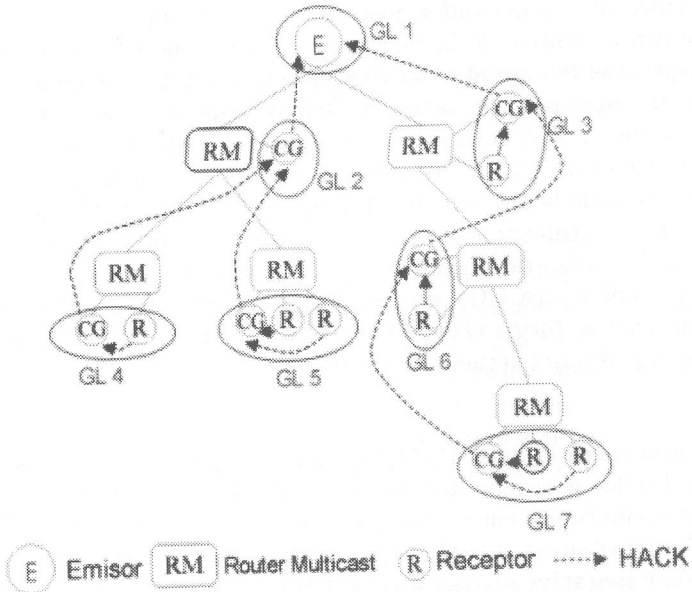 E
GL 1
RM
CG
GL 2
RM
CG
R
GL 3
RM
RM
CG
R
GL 6
RM
CG
R
GL 4
CG
R
R
GL 5
RM
CG
R
R
GL 7
E Emisor RM Router Multicast R Receptor HACK